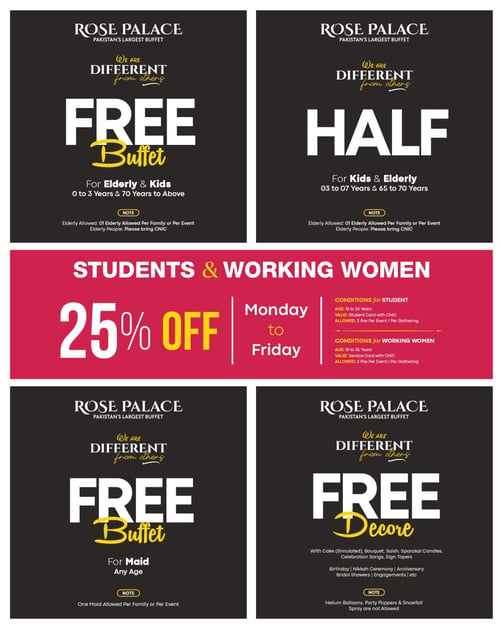 ROSE PALACE
PAKISTAN'S LARGEST BUFFET
We ARE
DIFFERENT
from others
FREE
Buffet
For Elderly & Kids
0 to 3 Years & 70 Years to Above
NOTE
Elderly Allowed: 01 Elderly Allowed Per Family or Per Event
Elderly People: Please bring CNIC
ROSE PALACE
PAKISTAN'S LARGEST BUFFET
We ARE
DIFFERENT
from others
HALF
For Kids & Elderly
03 to 07 Years & 65 to 70 Years
NOTE
Elderly Allowed: 01 Elderly Allowed Per Family or Per Event
Elderly People: Please bring CNIC
STUDENTS & WORKING WOMEN
25% OFF
Monday
to
Friday
CONDITIONS for STUDENT
AGE: 18 to 22 Years
VALID: Student Card with CNIC
ALLOWED: 2 Pax Per Event / Per Gathering
CONDITIONS for WORKING WOMEN
AGE: 18 to 35 Years
VALID: Service Card with CNIC
ALLOWED: 2 Pax Per Event / Per Gathering
ROSE PALACE
PAKISTAN'S LARGEST BUFFET
We ARE
DIFFERENT
from others
FREE
Buffet
For Maid
Any Age
NOTE
One Maid Allowed Per Family or Per Event
ROSE PALACE
PAKISTAN'S LARGEST BUFFET
We ARE
DIFFERENT
from others
FREE
Decore
With Cake (Simulated), Bouquet, Salsh, Sparakal Candles,
Celebration Songs, Sign Topers
Birthday | Nikkah Ceremony | Anniversary
Bridal Showers | Engagements | etc
NOTE
Helium Balloons, Party Poppers & Snowfall
Spray are not Allowed